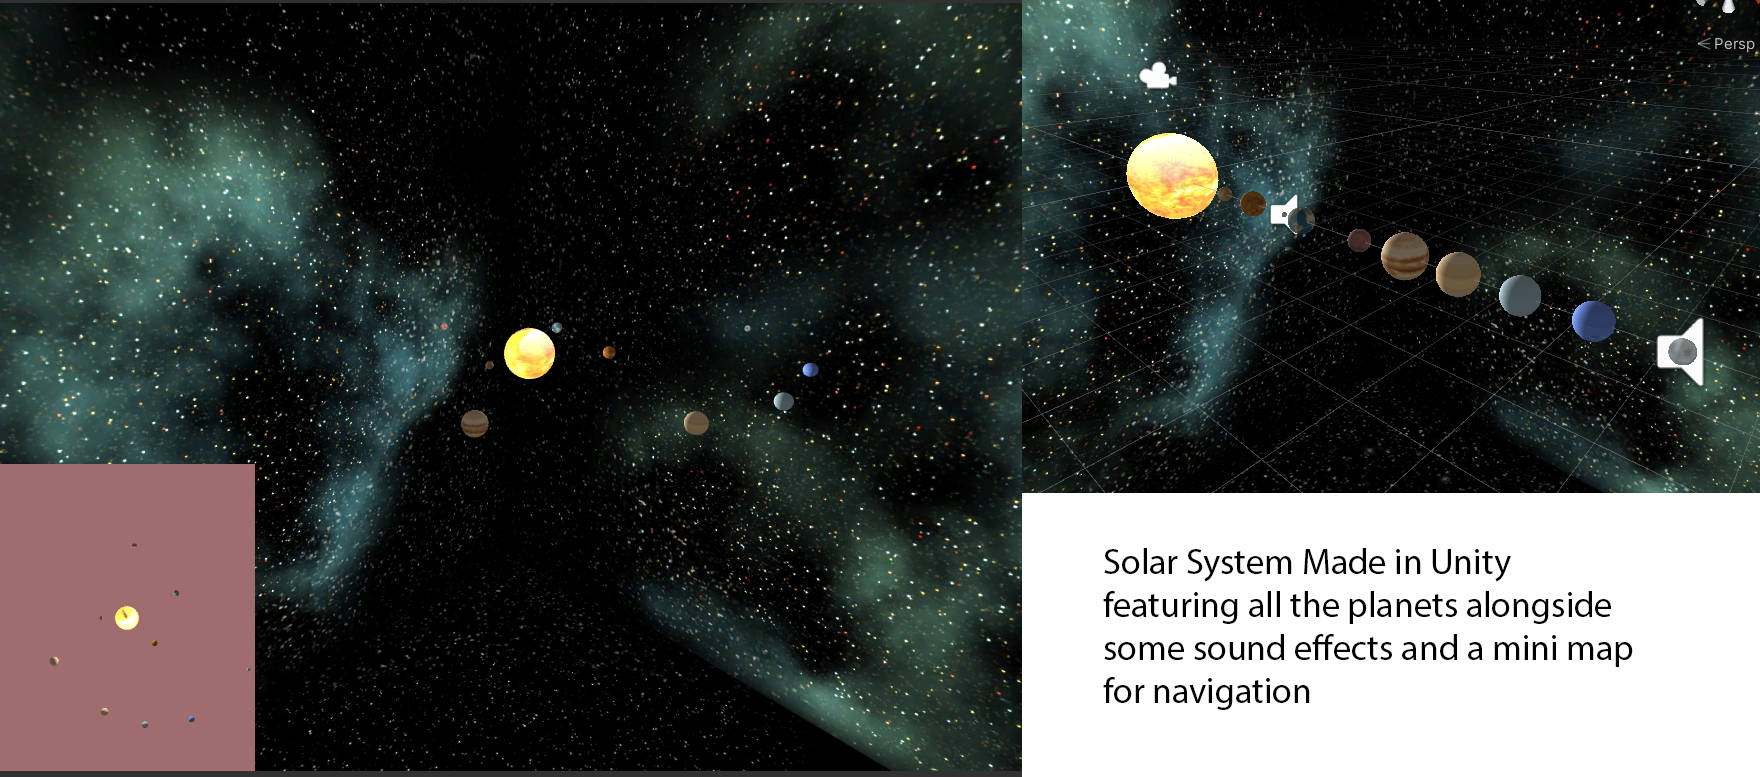 Persp
Solar System Made in Unity
featuring all the planets alongside
some sound effects and a mini map
for navigation